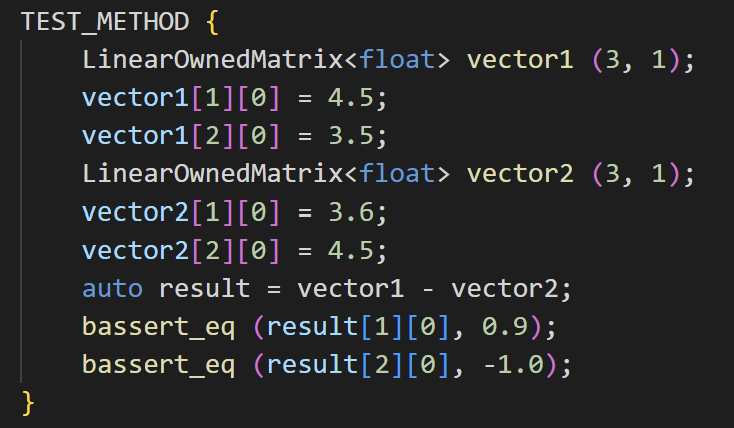 TEST_METHOD {
    LinearOwnedMatrix<float> vector1 (3, 1);
    vector1[1][0] = 4.5;
    vector1[2][0] = 3.5;
    LinearOwnedMatrix<float> vector2 (3, 1);
    vector2[1][0] = 3.6;
    vector2[2][0] = 4.5;
    auto result = vector1 - vector2;
    bassert_eq (result[1][0], 0.9);
    bassert_eq (result[2][0], -1.0);
}